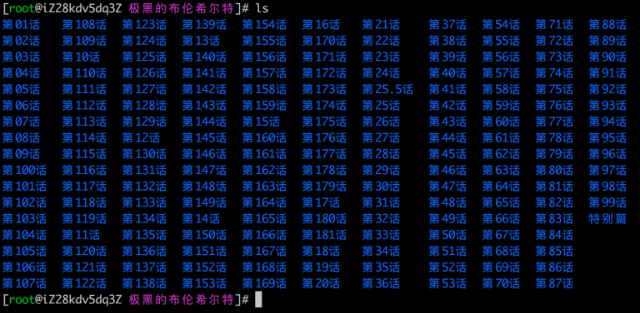 [root@iZ28kdv5dq3Z 极黑的布伦希尔特]# ls
第01话 第108话 第123话 第139话 第154话 第16话 第21话 第37话 第54话 第71话 第88话
第02话 第109话 第124话 第13话 第155话 第170话 第22话 第38话 第55话 第72话 第89话
第03话 第10话 第125话 第140话 第156话 第171话 第23话 第39话 第56话 第73话 第90话
第04话 第110话 第126话 第141话 第157话 第172话 第24话 第40话 第57话 第74话 第91话
第05话 第111话 第127话 第142话 第158话 第173话 第25.5话 第41话 第58话 第75话 第92话
第06话 第112话 第128话 第143话 第159话 第174话 第25话 第42话 第59话 第76话 第93话
第07话 第113话 第129话 第144话 第15话 第175话 第26话 第43话 第60话 第77话 第94话
第08话 第114话 第12话 第145话 第160话 第176话 第27话 第44话 第61话 第78话 第95话
第09话 第115话 第130话 第146话 第161话 第177话 第28话 第45话 第62话 第79话 第96话
第100话 第116话 第131话 第147话 第162话 第178话 第29话 第46话 第63话 第80话 第97话
第101话 第117话 第132话 第148话 第163话 第179话 第30话 第47话 第64话 第81话 第98话
第102话 第118话 第133话 第149话 第164话 第17话 第31话 第48话 第65话 第82话 第99话
第103话 第119话 第134话 第14话 第165话 第180话 第32话 第49话 第66话 第83话 特别篇
第104话 第11话 第135话 第150话 第166话 第181话 第33话 第50话 第67话 第84话
第105话 第120话 第136话 第151话 第167话 第18话 第34话 第51话 第68话 第85话
第106话 第121话 第137话 第152话 第168话 第19话 第35话 第52话 第69话 第86话
第107话 第122话 第138话 第153话 第169话 第20话 第36话 第53话 第70话 第87话
[root@iZ28kdv5dq3Z 极黑的布伦希尔特]#